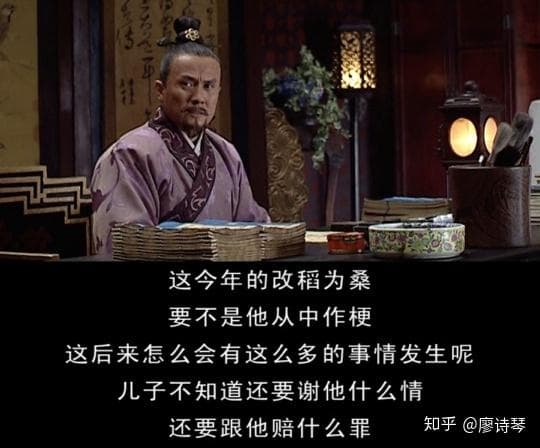 这今年的改稻为桑
要不是他从中作梗
这后来怎么会有这么多的事情发生呢
儿子不知道还要谢他什么情
还要跟他赔什么罪
知乎 @廖诗琴